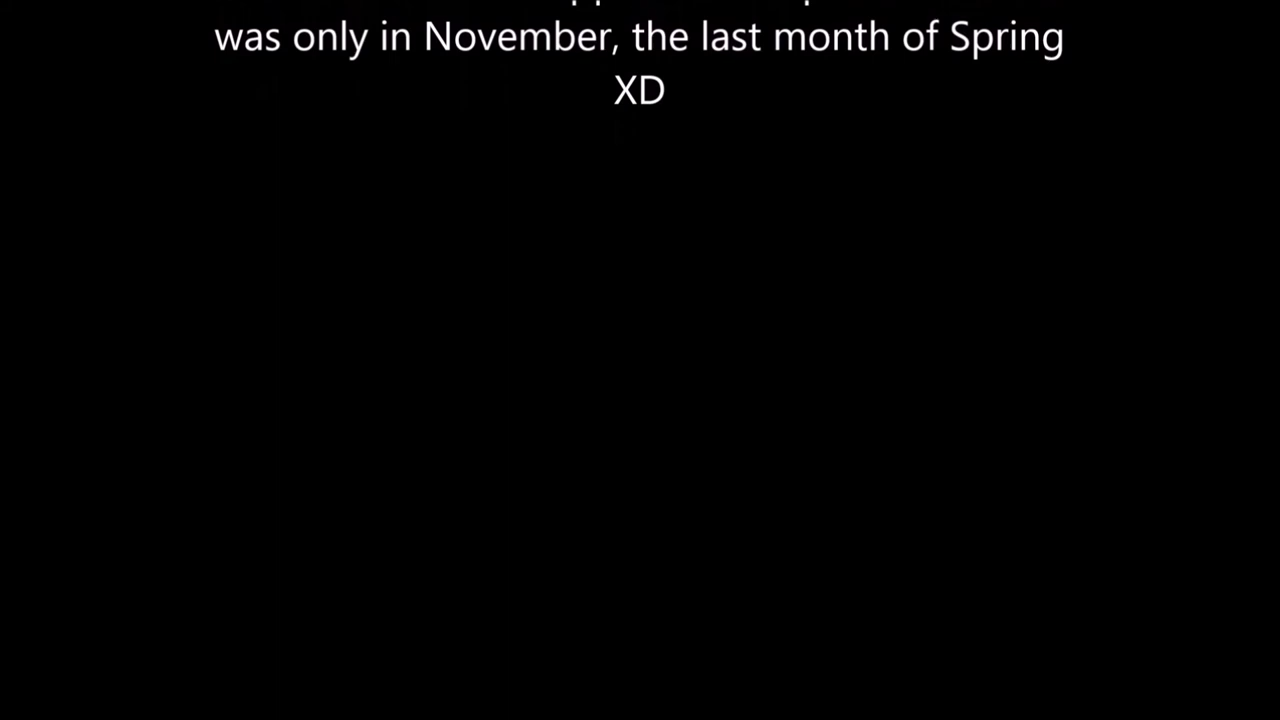 was only in November, the last month of Spring
XD